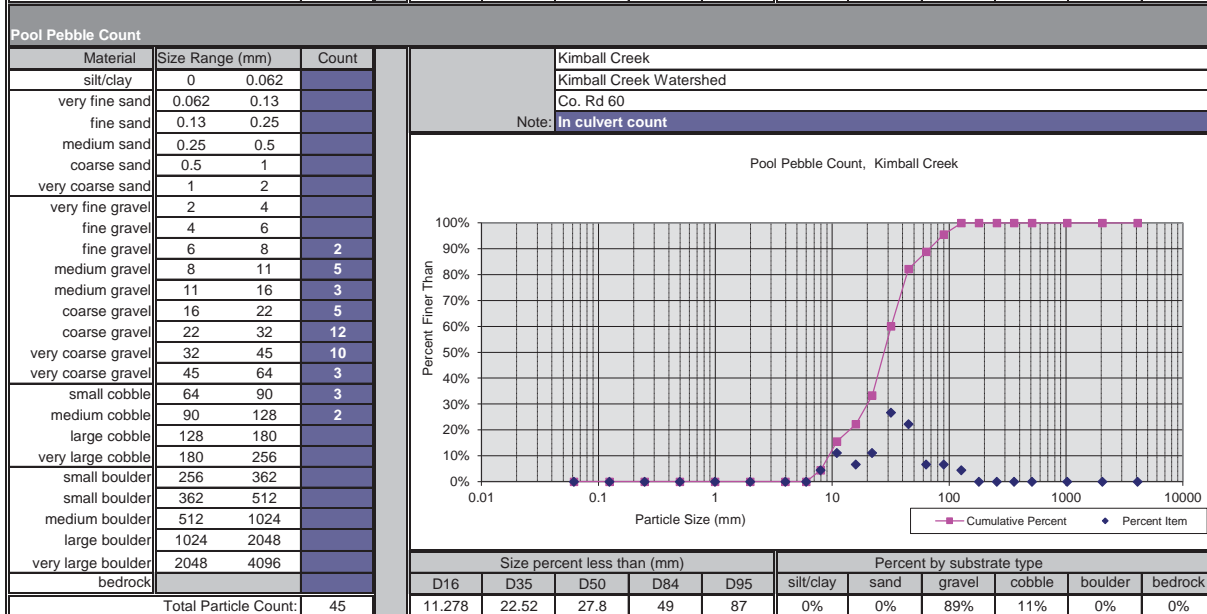 Pool Pebble Count
Material Size Range (mm) Count
silt/clay 0 0.062
very fine sand 0.062 0.13
fine sand 0.13 0.25
medium sand 0.25 0.5
coarse sand 0.5 1
very coarse sand 1 2
very fine gravel 2 4
fine gravel 4 6
fine gravel 6 8 2
medium gravel 8 11 5
medium gravel 11 16 3
coarse gravel 16 22 5
coarse gravel 22 32 12
very coarse gravel 32 45 10
very coarse gravel 45 64 3
small cobble 64 90 3
medium cobble 90 128 2
large cobble 128 180
very large cobble 180 256
small boulder 256 362
small boulder 362 512
medium boulder 512 1024
large boulder 1024 2048
very large boulder 2048 4096
bedrock
Total Particle Count: 45
Kimball Creek
Kimball Creek Watershed
Co. Rd 60
Note: In culvert count
Pool Pebble Count, Kimball Creek
Percent Finer Than
100%
90%
80%
70%
60%
50%
40%
30%
20%
10%
0%
0.01 0.1 1 10 100 1000 10000
Particle Size (mm)
Cumulative Percent Percent Item
Size percent less than (mm) Percent by substrate type
D16 D35 D50 D84 D95 silt/clay sand gravel cobble boulder bedrock
11.278 22.52 27.8 49 87 0% 0% 89% 11% 0% 0%